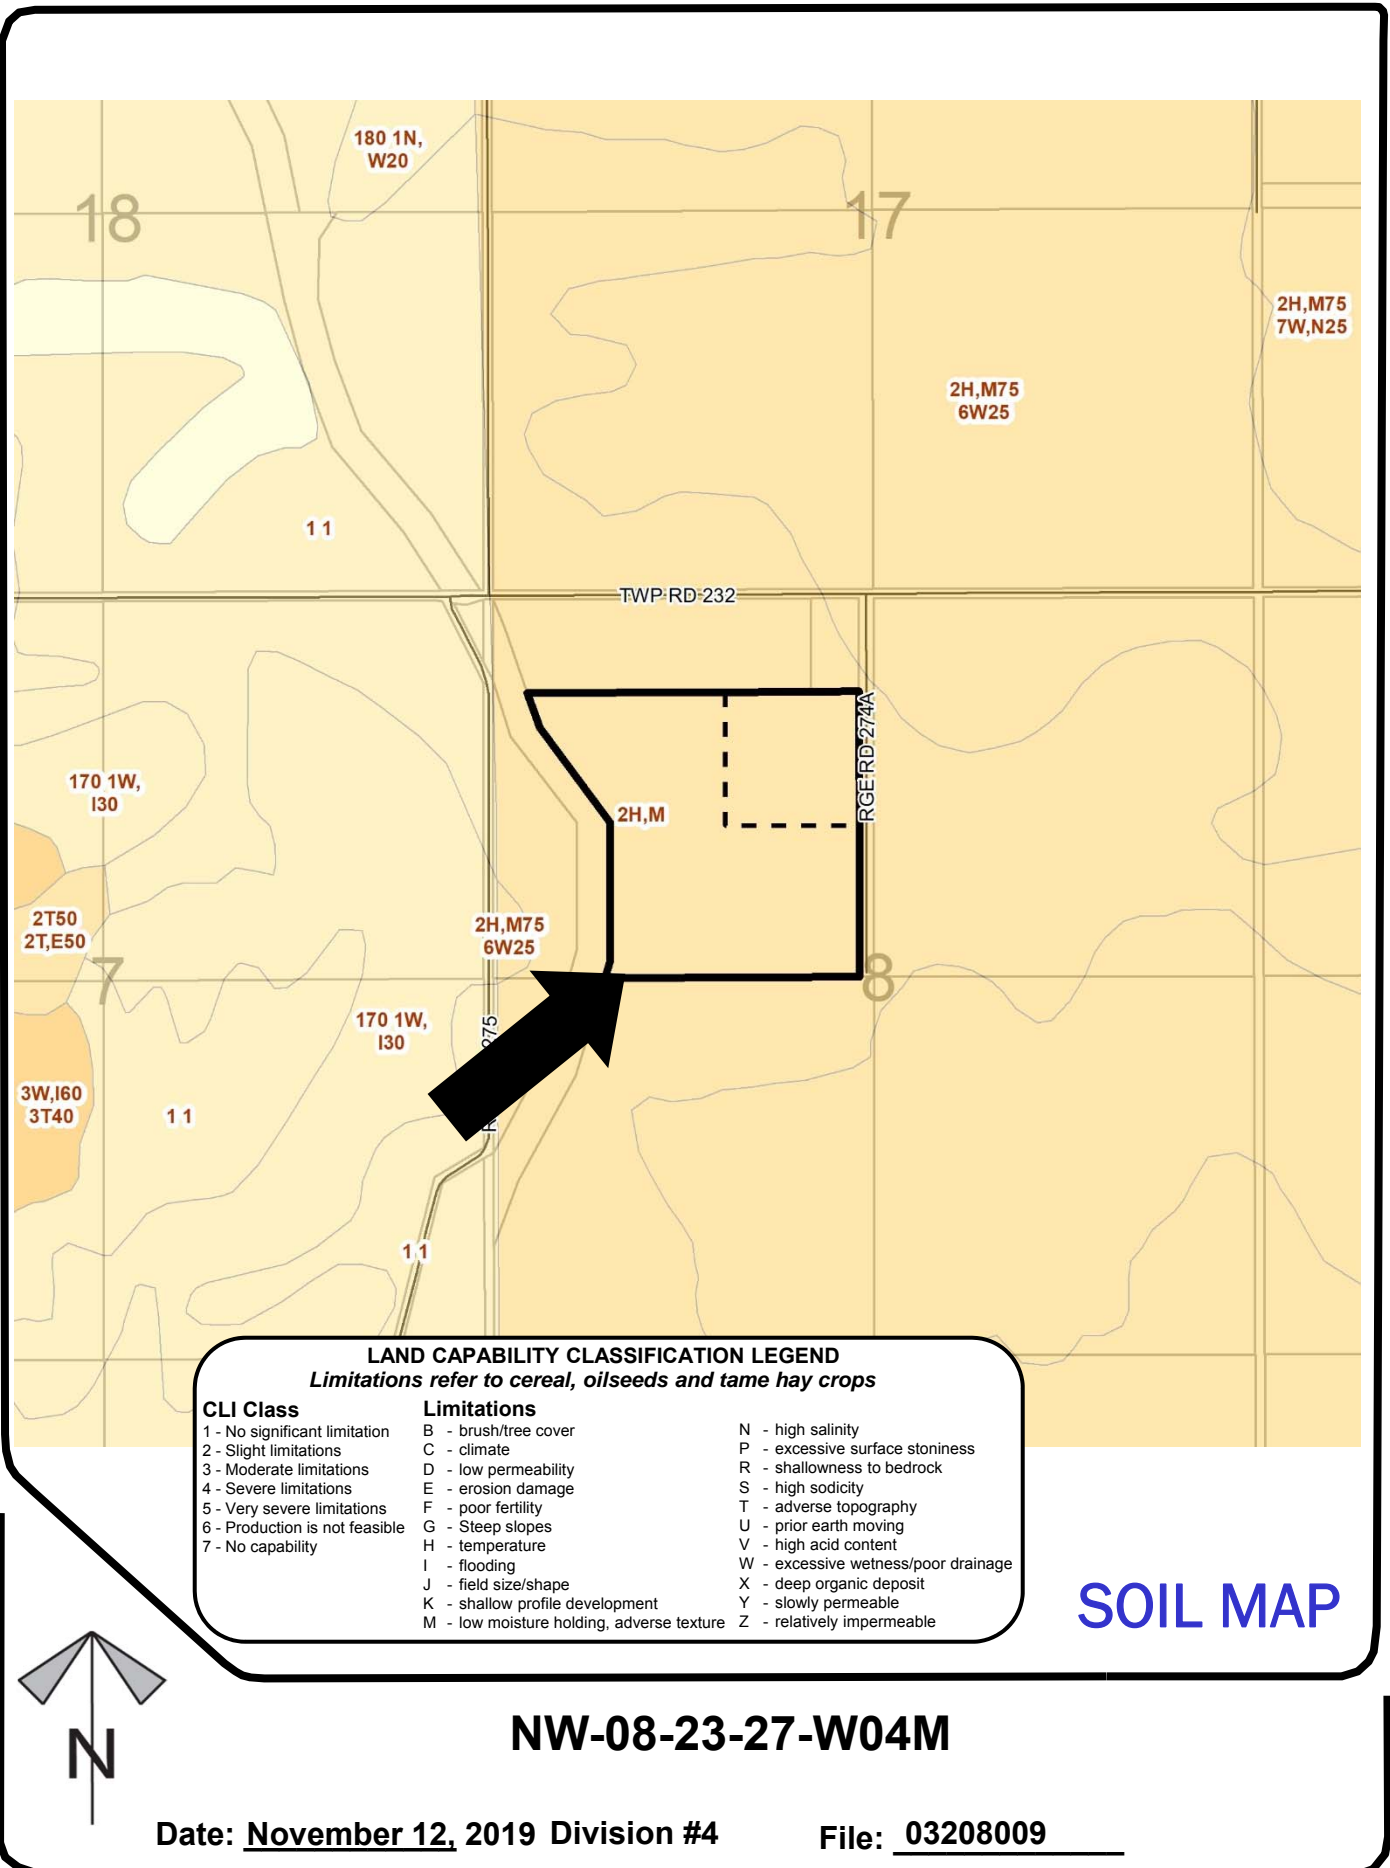 180 1N,
W20
18
17
2H,M75
7W,N25
2H,M75
6W25
1 1
TWP RD 232
RGE RD 274A
170 1W,
I30
2H,M
2T50
2T,E50
2H,M75
6W25
7
8
170 1W,
I30
275
3W,I60
3T40
1 1
1 1
LAND CAPABILITY CLASSIFICATION LEGEND
Limitations refer to cereal, oilseeds and tame hay crops
CLI Class
1 - No significant limitation
2 - Slight limitations
3 - Moderate limitations
4 - Severe limitations
5 - Very severe limitations
6 - Production is not feasible
7 - No capability
Limitations
B - brush/tree cover
C - climate
D - low permeability
E - erosion damage
F - poor fertility
G - Steep slopes
H - temperature
I - flooding
J - field size/shape
K - shallow profile development
M - low moisture holding, adverse texture
N - high salinity
P - excessive surface stoniness
R - shallowness to bedrock
S - high sodicity
T - adverse topography
U - prior earth moving
V - high acid content
W - excessive wetness/poor drainage
X - deep organic deposit
Y - slowly permeable
Z - relatively impermeable
SOIL MAP
N
NW-08-23-27-W04M
Date: November 12, 2019 Division #4 File: 03208009